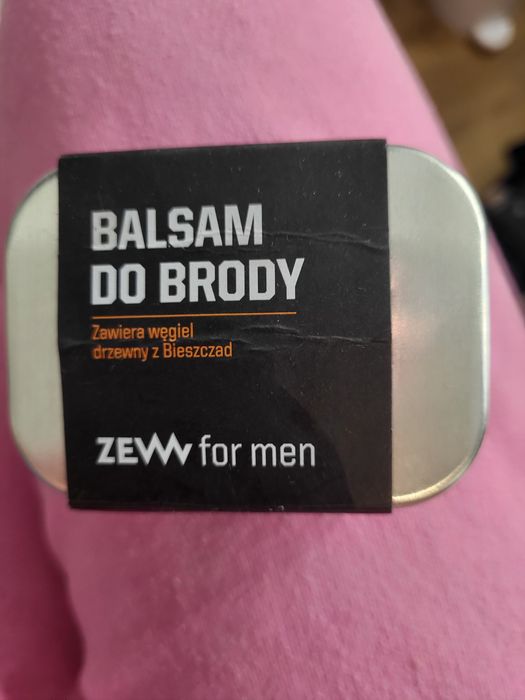 BALSAM
DO BRODY
Zawiera węgiel
drzewny z Bieszczad
ZEW for men